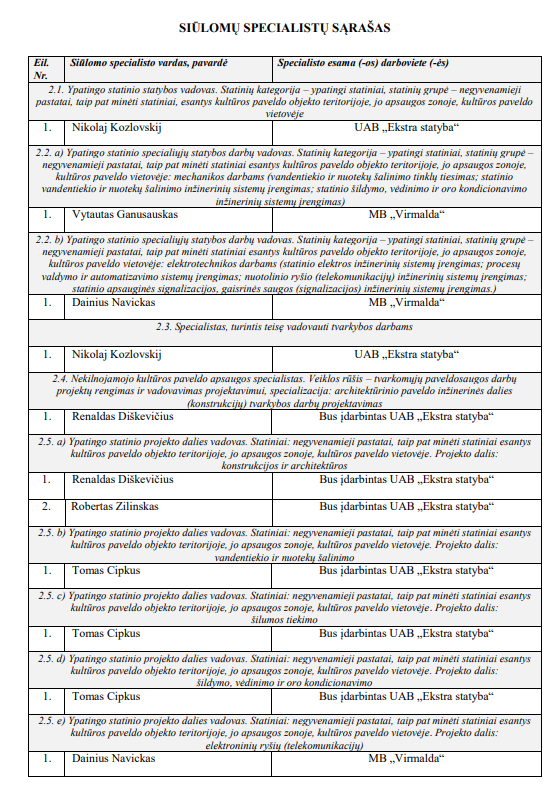 SIŪLOMŲ SPECIALISTŲ SĄRAŠAS
Eil. Nr. Siūlomo specialisto vardas, pavardė Specialisto esama (-os) darbovietė (-ės)
2.1. Ypatingo statinio statybos vadovas. Statinių kategorija – ypatingi statiniai, statinių grupė – negyvenamieji
pastatai, taip pat minėti statiniai, esantys kultūros paveldo objekto teritorijoje, jo apsaugos zonoje, kultūros paveldo
vietovėje
1. Nikolaj Kozlovskij UAB „Ekstra statyba“
2.2. a) Ypatingo statinio specialiųjų statybos darbų vadovas. Statinių kategorija – ypatingi statiniai, statinių grupė –
negyvenamieji pastatai, taip pat minėti statiniai esantys kultūros paveldo objekto teritorijoje, jo apsaugos zonoje,
kultūros paveldo vietovėje: mechanikos darbams (vandentiekio ir nuotekų šalinimo tinklų tiesimas; statinio
vandentiekio ir nuotekų šalinimo inžinerinių sistemų įrengimas; statinio šildymo, vėdinimo ir oro kondicionavimo
inžinerinių sistemų įrengimas)
1. Vytautas Ganusauskas MB „Virmalda“
2.2. b) Ypatingo statinio specialiųjų statybos darbų vadovas. Statinių kategorija – ypatingi statiniai, statinių grupė –
negyvenamieji pastatai, taip pat minėti statiniai esantys kultūros paveldo objekto teritorijoje, jo apsaugos zonoje,
kultūros paveldo vietovėje: elektrotechnikos darbams (statinio elektros inžinerinių sistemų įrengimas; procesų
valdymo ir automatizavimo sistemų įrengimas; nuotolinio ryšio (telekomunikacijų) inžinerinių sistemų įrengimas;
statinio apsauginės signalizacijos, gaisrinės saugos (signalizacijos) inžinerinių sistemų įrengimas.)
1. Dainius Navickas MB „Virmalda“
2.3. Specialistas, turintis teisę vadovauti tvarkybos darbams
1. Nikolaj Kozlovskij UAB „Ekstra statyba“
2.4. Nekilnojamojo kultūros paveldo apsaugos specialistas. Veiklos rūšis – tvarkomųjų paveldosaugos darbų
projektų rengimas ir vadovavimas projektavimui, specializacija: architektūrinio paveldo inžinerinės dalies
(konstrukcijų) tvarkybos darbų projektavimas
1. Renaldas Diškevičius Bus įdarbintas UAB „Ekstra statyba“
2.5. a) Ypatingo statinio projekto dalies vadovas. Statiniai: negyvenamieji pastatai, taip pat minėti statiniai esantys
kultūros paveldo objekto teritorijoje, jo apsaugos zonoje, kultūros paveldo vietovėje. Projekto dalis:
konstrukcijos ir architektūros
1. Renaldas Diškevičius Bus įdarbintas UAB „Ekstra statyba“
2. Robertas Zilinskas Bus įdarbintas UAB „Ekstra statyba“
2.5. b) Ypatingo statinio projekto dalies vadovas. Statiniai: negyvenamieji pastatai, taip pat minėti statiniai esantys
kultūros paveldo objekto teritorijoje, jo apsaugos zonoje, kultūros paveldo vietovėje. Projekto dalis:
vandentiekio ir nuotekų šalinimo
1. Tomas Cipkus Bus įdarbintas UAB „Ekstra statyba“
2.5. c) Ypatingo statinio projekto dalies vadovas. Statiniai: negyvenamieji pastatai, taip pat minėti statiniai esantys
kultūros paveldo objekto teritorijoje, jo apsaugos zonoje, kultūros paveldo vietovėje. Projekto dalis:
šilumos tiekimo
1. Tomas Cipkus Bus įdarbintas UAB „Ekstra statyba“
2.5. d) Ypatingo statinio projekto dalies vadovas. Statiniai: negyvenamieji pastatai, taip pat minėti statiniai esantys
kultūros paveldo objekto teritorijoje, jo apsaugos zonoje, kultūros paveldo vietovėje. Projekto dalis:
šildymo, vėdinimo ir oro kondicionavimo
1. Tomas Cipkus Bus įdarbintas UAB „Ekstra statyba“
2.5. e) Ypatingo statinio projekto dalies vadovas. Statiniai: negyvenamieji pastatai, taip pat minėti statiniai esantys
kultūros paveldo objekto teritorijoje, jo apsaugos zonoje, kultūros paveldo vietovėje. Projekto dalis:
elektroninių ryšių (telekomunikacijų)
1. Dainius Navickas MB „Virmalda“